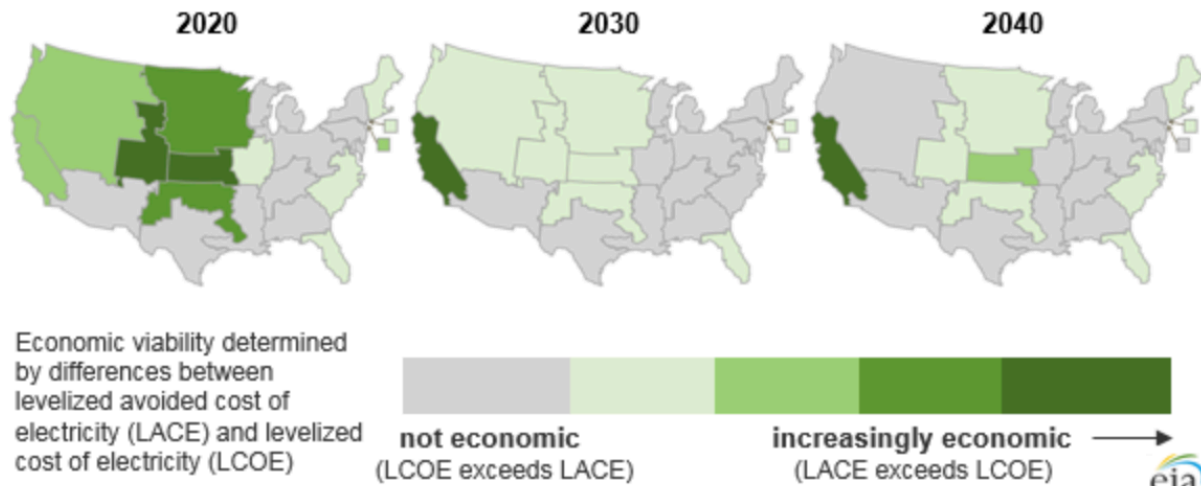 2020
2030
2040
Economic viability determined
by differences between
levelized avoided cost of
electricity (LACE) and levelized
cost of electricity (LCOE)
not economic
(LCOE exceeds LACE)
increasingly economic
(LACE exceeds LCOE)
eia